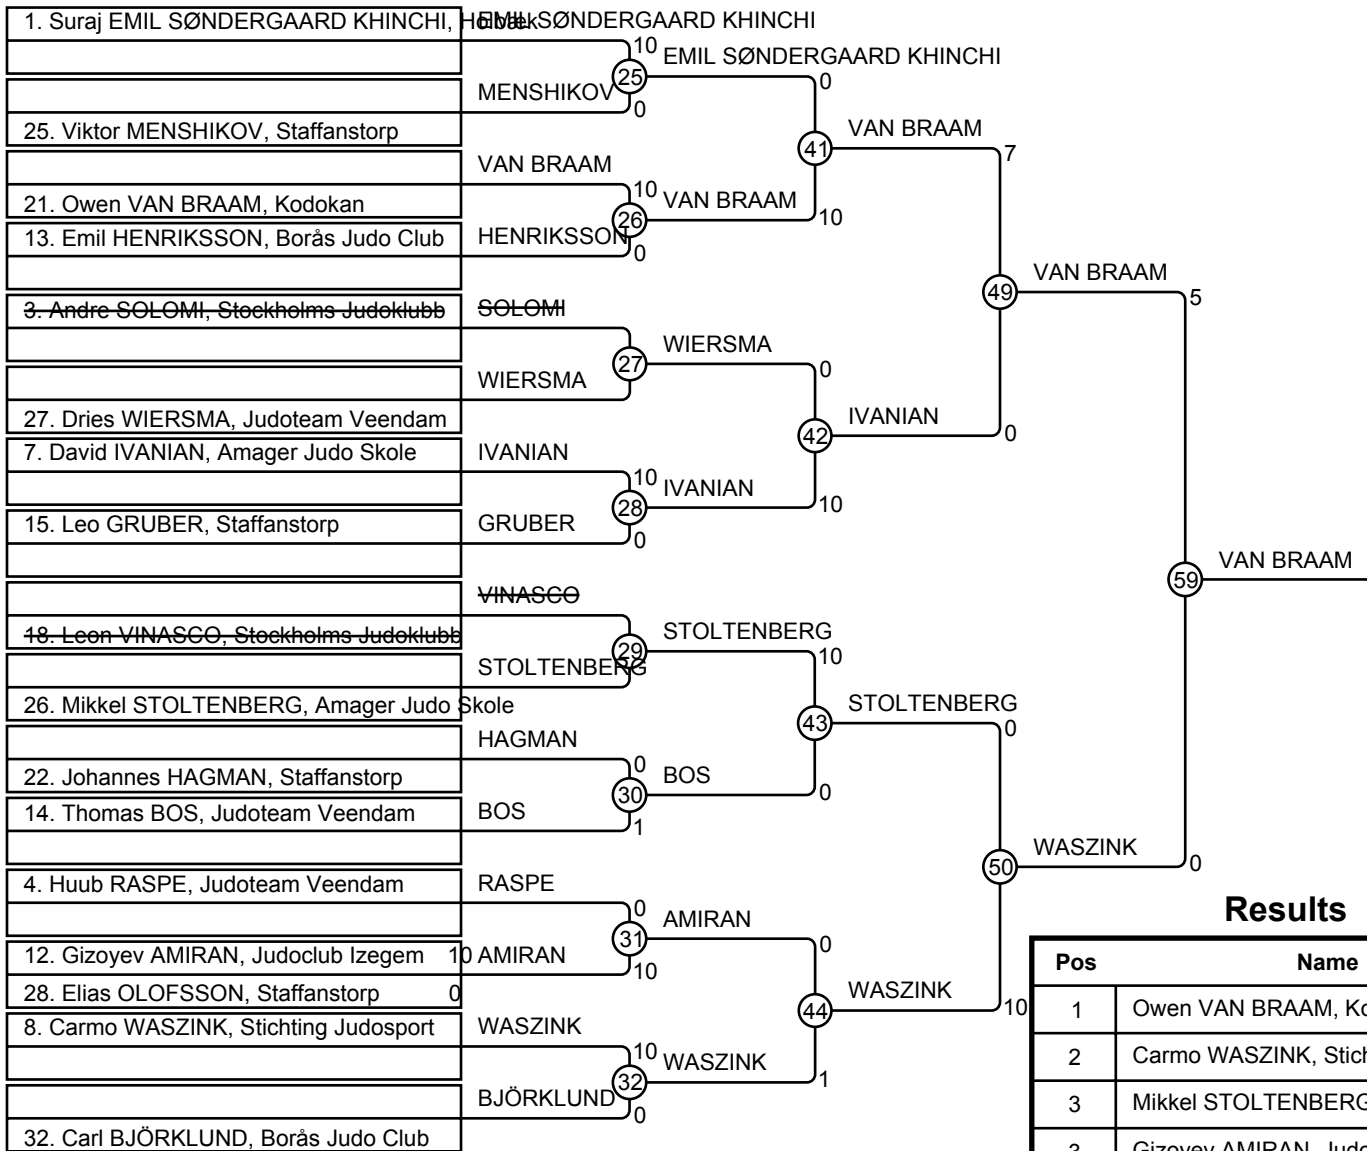 1. Suraj EMIL SØNDERGAARD KHINCHI, Holbæk
EMIL SØNDERGAARD KHINCHI
10
25
EMIL SØNDERGAARD KHINCHI
0
MENSHIKOV
0
25. Viktor MENSHIKOV, Staffanstorp
41
VAN BRAAM
7
VAN BRAAM
10
21. Owen VAN BRAAM, Kodokan
26
VAN BRAAM
10
13. Emil HENRIKSSON, Borås Judo Club
HENRIKSSON
0
49
VAN BRAAM
5
3. Andre SOLOMI, Stockholms Judoklubb
SOLOMI
27
WIERSMA
0
WIERSMA
27. Dries WIERSMA, Judoteam Veendam
42
IVANIAN
0
7. David IVANIAN, Amager Judo Skole
IVANIAN
10
28
IVANIAN
10
15. Leo GRUBER, Staffanstorp
GRUBER
0
59
VAN BRAAM
VINASCO
18. Leon VINASCO, Stockholms Judoklubb
29
STOLTENBERG
10
STOLTENBERG
26. Mikkel STOLTENBERG, Amager Judo Skole
43
STOLTENBERG
0
HAGMAN
0
22. Johannes HAGMAN, Staffanstorp
30
BOS
0
14. Thomas BOS, Judoteam Veendam
BOS
1
50
WASZINK
0
4. Huub RASPE, Judoteam Veendam
RASPE
0
31
AMIRAN
0
12. Gizoyev AMIRAN, Judoclub Izegem 10
AMIRAN
10
28. Elias OLOFSSON, Staffanstorp 0
44
WASZINK
10
8. Carmo WASZINK, Stichting Judosport
WASZINK
10
32
WASZINK
1
BJÖRKLUND
0
32. Carl BJÖRKLUND, Borås Judo Club
Results
Pos Name
1 Owen VAN BRAAM,
2 Carmo WASZINK,
3 Mikkel STOLTENBERG
3 Gizoyev AMIRAN,